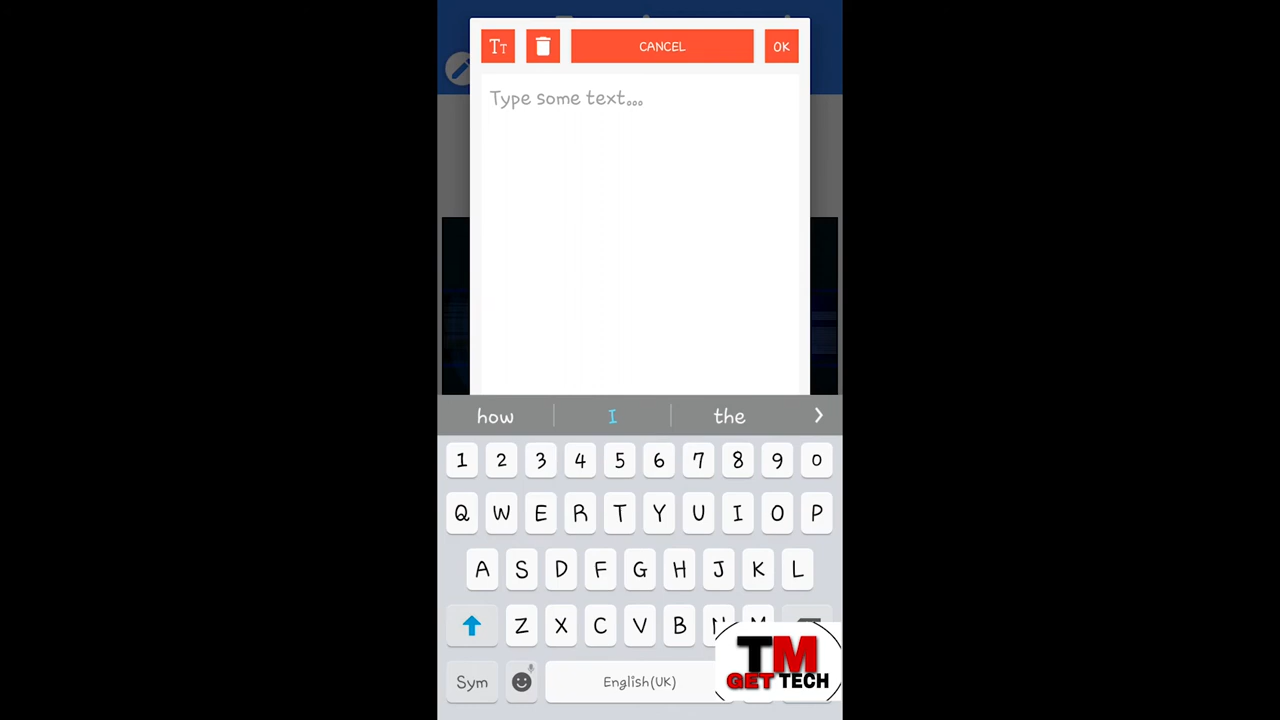 TT CANCEL OK
Type some text...
how I the
1 2 3 4 5 6 7 8 9 0
Q W E R T Y U I O P
A S D F G H J K L
Z X C V B N M
Sym English(UK)
TM
GET TECH